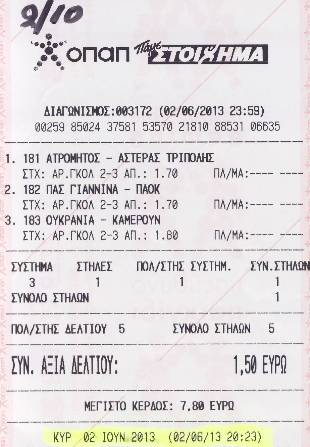 2/10
οπαπ Πάμε ΣΤΟΙΧΗΜΑ
ΔΙΑΓΩΝΙΣΜΟΣ:003172 (02/06/2013 23:59)
00259 85024 37581 53570 21810 88531 06635
1. 181 ΑΤΡΟΜΗΤΟΣ - ΑΣΤΕΡΑΣ ΤΡΙΠΟΛΗΣ
ΣΤΧ: ΑΡ.ΓΚΟΛ 2-3 ΑΠ.: 1.70 ΠΛ/ΜΑ:---- ----
2. 182 ΠΑΣ ΓΙΑΝΝΙΝΑ - ΠΑΟΚ
ΣΤΧ: ΑΡ.ΓΚΟΛ 2-3 ΑΠ.: 1.70 ΠΛ/ΜΑ:---- ----
3. 183 ΟΥΚΡΑΝΙΑ - ΚΑΜΕΡΟΥΝ
ΣΤΧ: ΑΡ.ΓΚΟΛ 2-3 ΑΠ.: 1.80 ΠΛ/ΜΑ:---- ----
ΣΥΣΤΗΜΑ ΣΤΗΛΕΣ ΠΟΛ/ΣΤΗΣ ΣΥΣΤΗΜ. ΣΥΝ.ΣΤΗΛΩΝ
3 1 1 1
ΣΥΝΟΛΟ ΣΤΗΛΩΝ 1
ΠΟΛ/ΣΤΗΣ ΔΕΛΤΙΟΥ 5 ΣΥΝΟΛΟ ΣΤΗΛΩΝ 5
ΣΥΝ. ΑΞΙΑ ΔΕΛΤΙΟΥ: 1,50 ΕΥΡΩ
ΜΕΓΙΣΤΟ ΚΕΡΔΟΣ: 7,80 ΕΥΡΩ
ΚΥΡ 02 ΙΟΥΝ 2013 (02/06/13 20:23)